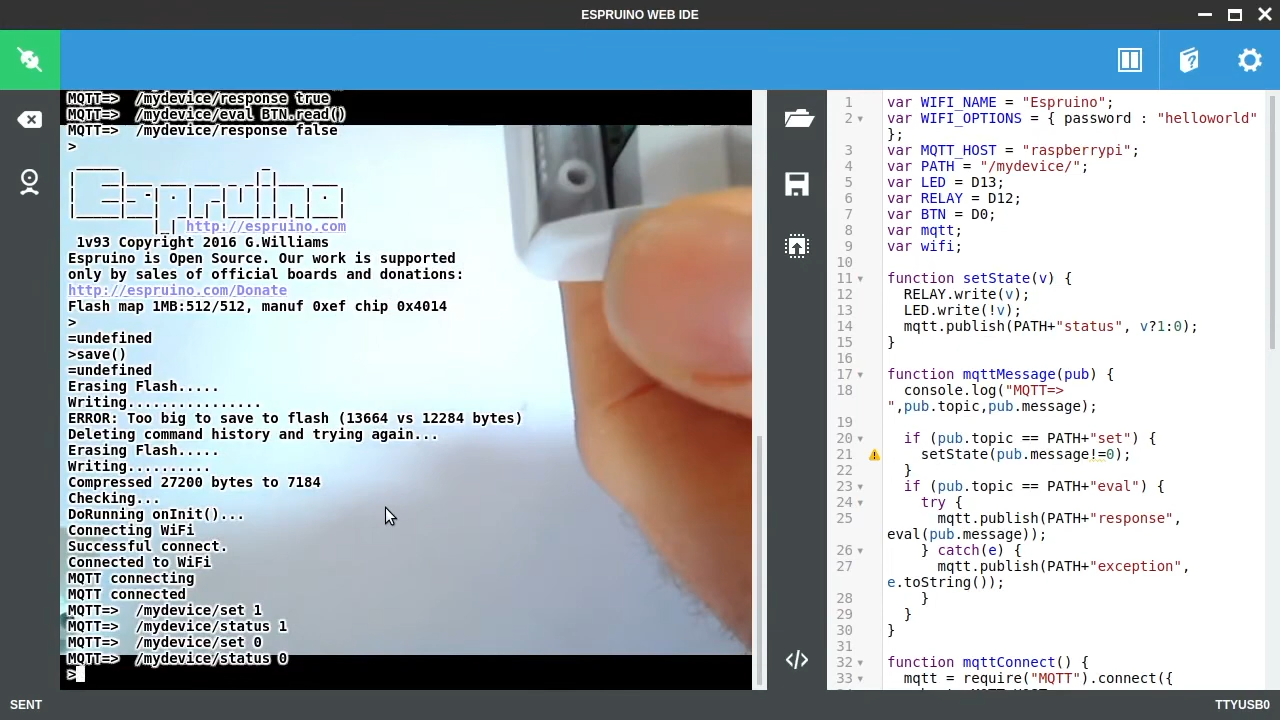 ESPRUINO WEB IDE
MQTT=>  /mydevice/response true
MQTT=>  /mydevice/eval BTN.read()
MQTT=>  /mydevice/response false
>
http://espruino.com
1v93 Copyright 2016 G.Williams
Espruino is Open Source. Our work is supported
only by sales of official boards and donations:
http://espruino.com/Donate
Flash map 1MB:512/512, manuf 0xef chip 0x4014
>
=undefined
>save()
=undefined
Erasing Flash.....
Writing................
ERROR: Too big to save to flash (13664 vs 12284 bytes)
Deleting command history and trying again...
Erasing Flash.....
Writing..........
Compressed 27200 bytes to 7184
Checking...
DoRunning onInit()...
Connecting WiFi
Successful connect.
Connected to WiFi
MQTT connecting
MQTT connected
MQTT=>  /mydevice/set 1
MQTT=>  /mydevice/status 1
MQTT=>  /mydevice/set 0
MQTT=>  /mydevice/status 0
>
1 var WIFI_NAME = "Espruino";
2 var WIFI_OPTIONS = { password : "helloworld"
};
3 var MQTT_HOST = "raspberrypi";
4 var PATH = "/mydevice/";
5 var LED = D13;
6 var RELAY = D12;
7 var BTN = D0;
8 var mqtt;
9 var wifi;
10
11 function setState(v) {
12   RELAY.write(v);
13   LED.write(!v);
14   mqtt.publish(PATH+"status", v?1:0);
15 }
16
17 function mqttMessage(pub) {
18   console.log("MQTT=>
",pub.topic,pub.message);
19
20   if (pub.topic == PATH+"set") {
21     setState(pub.message!=0);
22   }
23   if (pub.topic == PATH+"eval") {
24     try {
25       mqtt.publish(PATH+"response",
eval(pub.message));
26     } catch(e) {
27       mqtt.publish(PATH+"exception",
e.toString());
28     }
29   }
30 }
31
32 function mqttConnect() {
33   mqtt = require("MQTT").connect({
SENT
TTYUSB0